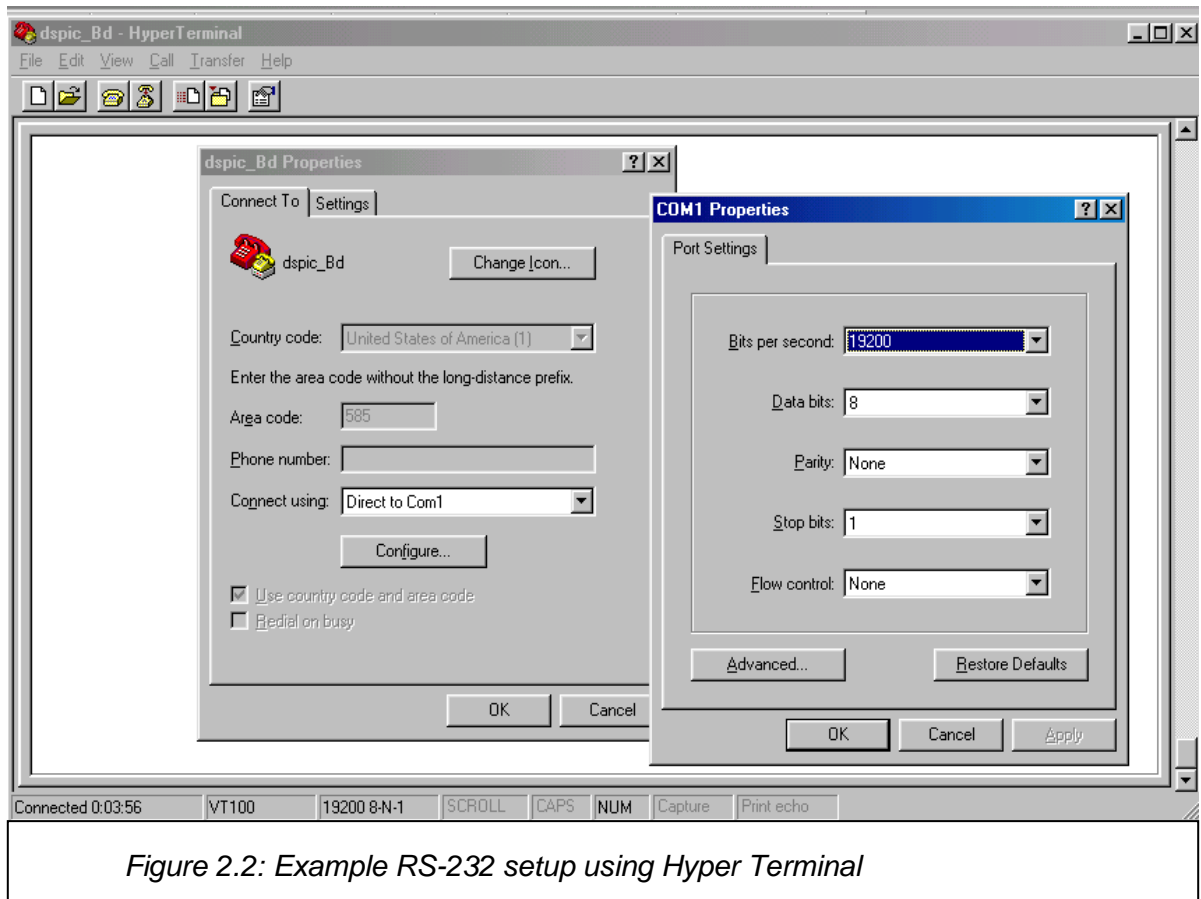 dspic_Bd - HyperTerminal
File Edit View Call Transfer Help
dspic_Bd Properties
Connect To Settings
dspic_Bd
Change Icon...
Country code: United States of America (1)
Enter the area code without the long-distance prefix.
Area code: 585
Phone number:
Connect using: Direct to Com1
Configure...
Use country code and area code
Redial on busy
OK Cancel
COM1 Properties
Port Settings
Bits per second: 19200
Data bits: 8
Parity: None
Stop bits: 1
Flow control: None
Advanced... Restore Defaults
OK Cancel Apply
Connected 0:03:56 VT100 19200 8-N-1 SCROLL CAPS NUM Capture Print echo
Figure 2.2: Example RS-232 setup using Hyper Terminal